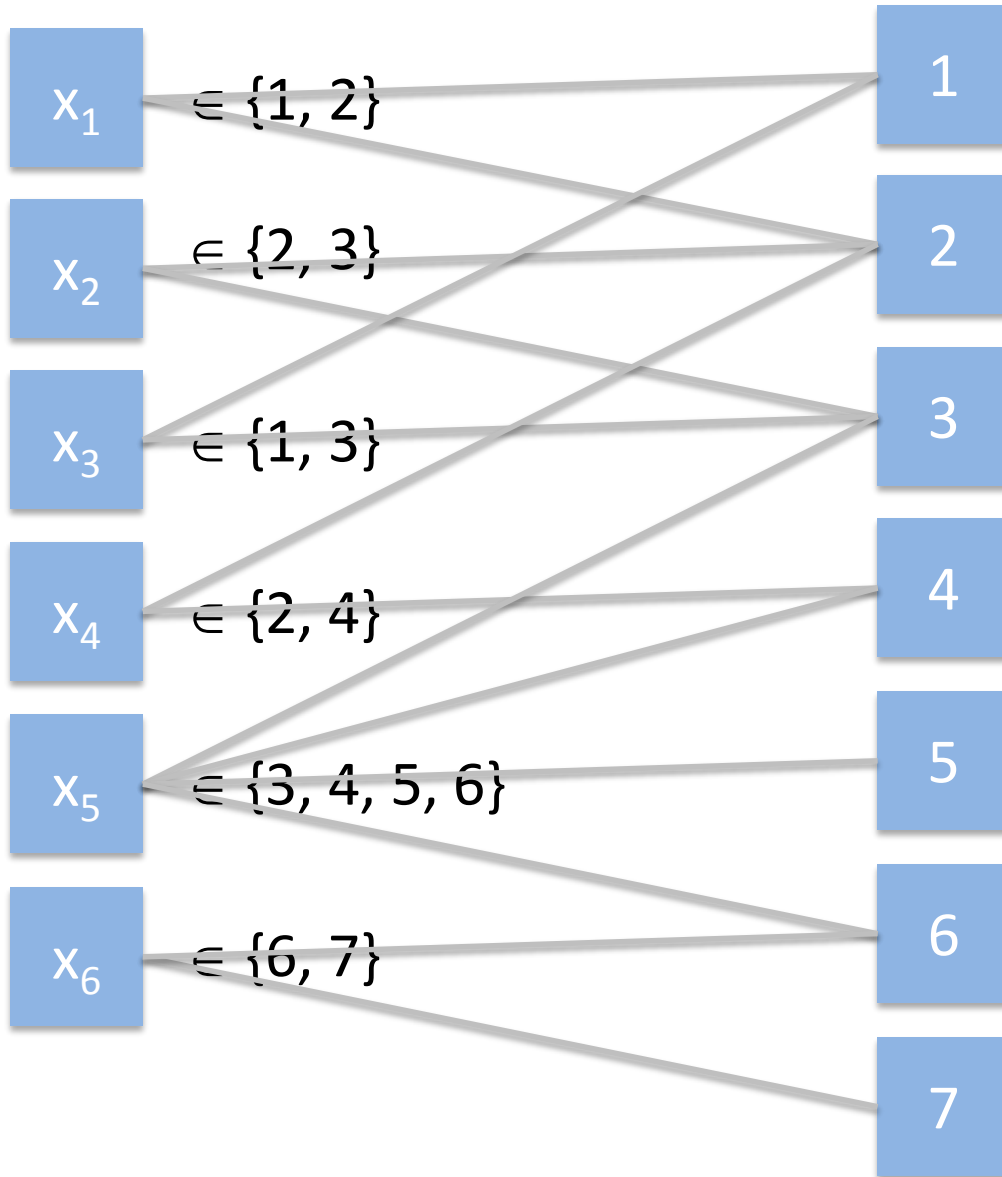 x₁ ∈ {1, 2} 1
x₂ ∈ {2, 3} 2
x₃ ∈ {1, 3} 3
x₄ ∈ {2, 4} 4
x₅ ∈ {3, 4, 5, 6} 5
x₆ ∈ {6, 7} 6
7